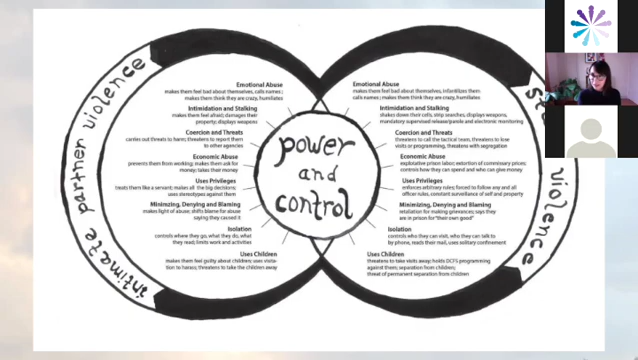 intimate partner violence
Emotional Abuse
makes them feel bad about themselves, calls names;
makes them think they are crazy, humiliates
Intimidation and Stalking
makes them feel afraid; damages their
property; displays weapons
Coercion and Threats
carries out threats to harm; threatens to report them
to other agencies
Economic Abuse
prevents them from working; makes them ask for
money; takes their money
Uses Privileges
treats them like a servant; makes all the big decisions;
uses stereotypes against them
Minimizing, Denying and Blaming
makes light of abuse; shifts blame for abuse
saying they caused it
Isolation
controls where they go, what they do, what
they read; limits work and activities
Uses Children
makes them feel guilty about children; uses visita-
tion to harass; threatens to take the children away
power
and
control
Emotional Abuse
makes them feel bad about themselves, infantilizes them
calls names; makes them think they are crazy, humiliates
Intimidation and Stalking
shakes down their cells, strip searches, displays weapons,
mandatory supervised release/parole and electronic monitoring
Coercion and Threats
threatens to call the tactical team, threatens to lose
visits or programming, threatens with segregation
Economic Abuse
exploitative prison labor; extortion of commissary prices;
controls how they can spend and who can give money
Uses Privileges
enforces arbitrary rules; forced to follow any and all
officer rules, constant surveillance of self and property
Minimizing, Denying and Blaming
retaliation for making grievances; says they
are in prison for "their own good"
Isolation
controls who they can visit, who they can talk to
by phone, reads their mail, uses solitary confinement
Uses Children
threatens to take visits away; holds DCFS programming
against them; separation from children;
threat of permanent separation from children
violence